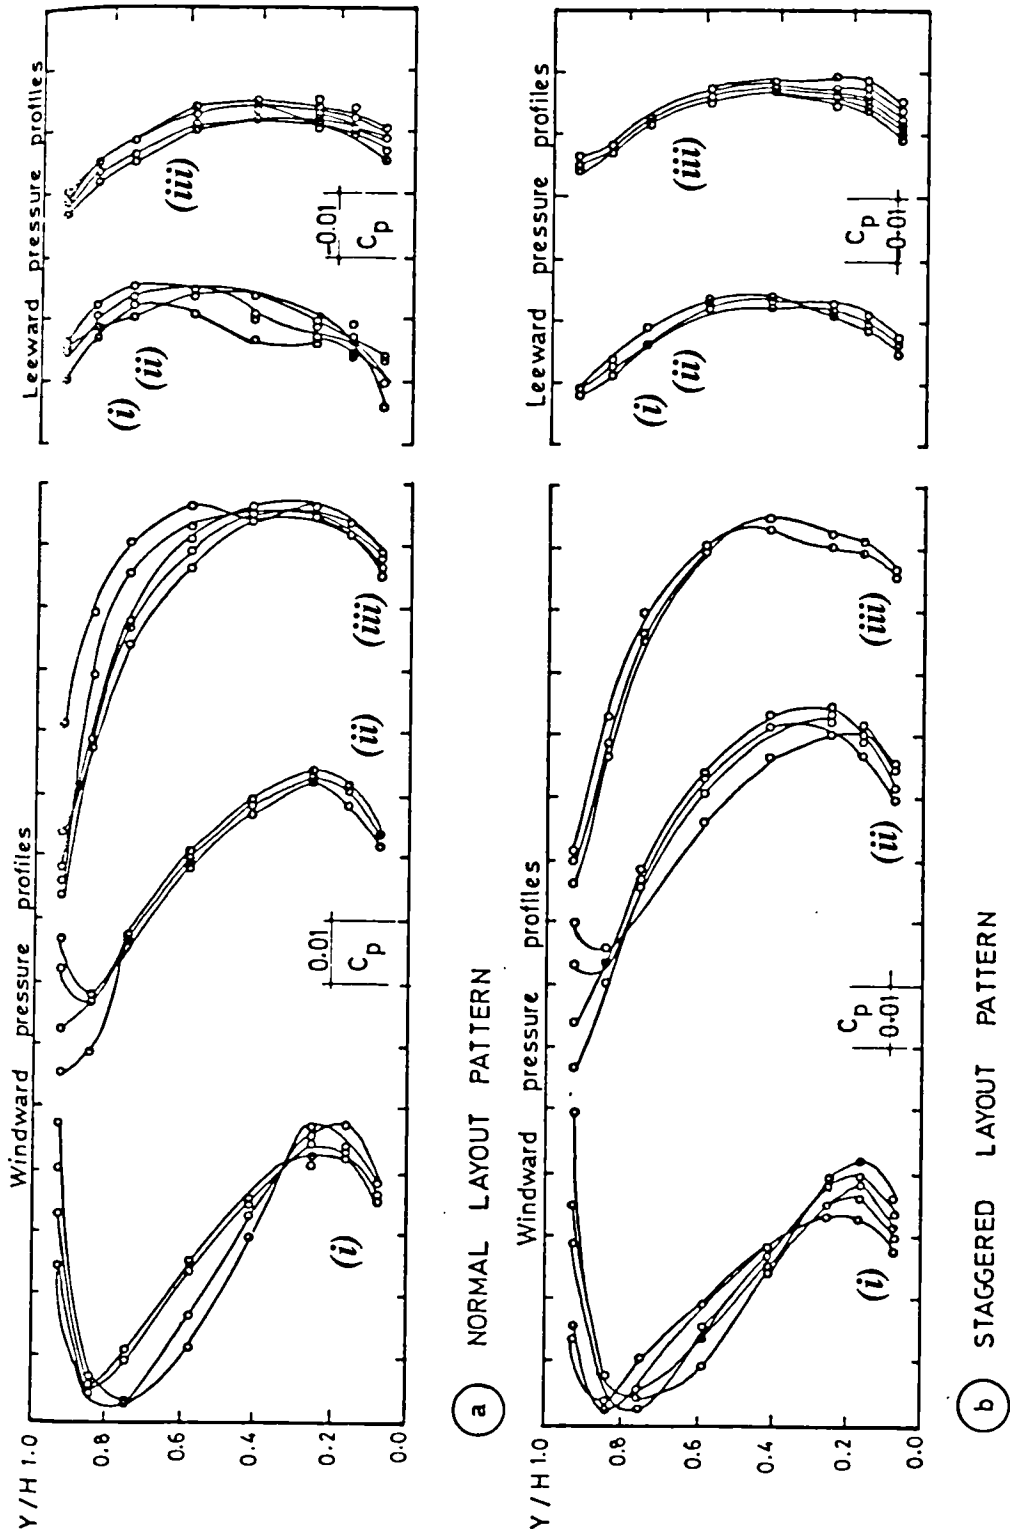 Windward pressure profiles
Leeward pressure profiles
Y/H 1.0
0.8
0.6
0.4
0.2
0.0
(i)
(ii)
(iii)
0.01
Cp
(i)
(ii)
(iii)
-0.01
Cp
a NORMAL LAYOUT PATTERN
Windward pressure profiles
Leeward pressure profiles
Y/H 1.0
0.8
0.6
0.4
0.2
0.0
(i)
(ii)
(iii)
Cp
0.01
(i)
(ii)
(iii)
Cp
-0.01
b STAGGERED LAYOUT PATTERN